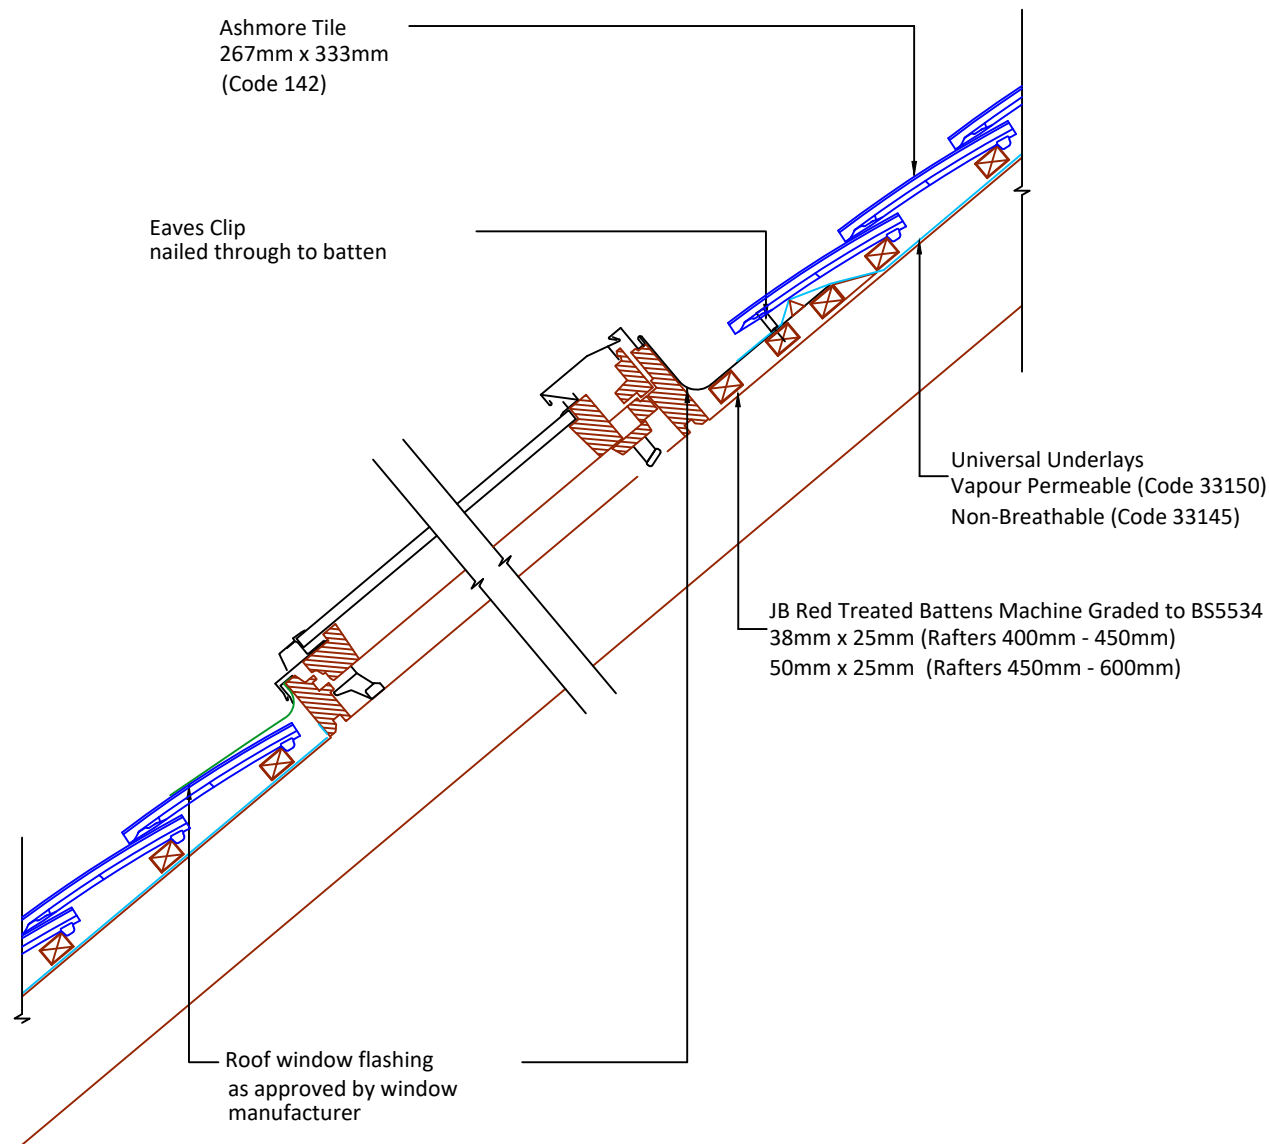 Ashmore Tile
267mm x 333mm
(Code 142)
Eaves Clip
nailed through to batten
Universal Underlays
Vapour Permeable (Code 33150)
Non-Breathable (Code 33145)
JB Red Treated Battens Machine Graded to BS5534
38mm x 25mm (Rafters 400mm - 450mm)
50mm x 25mm (Rafters 450mm - 600mm)
Roof window flashing
as approved by window
manufacturer